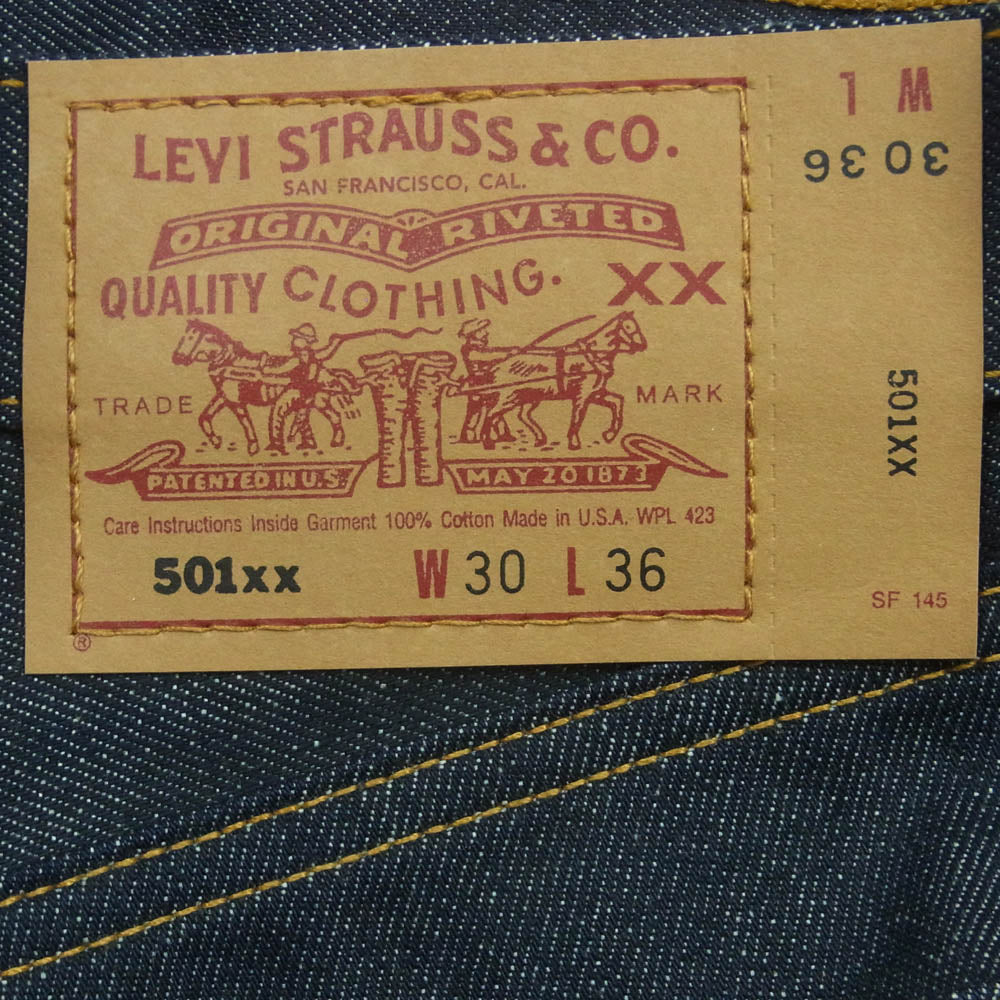 LEVI STRAUSS & CO.
SAN FRANCISCO, CAL.
ORIGINAL RIVETED
QUALITY CLOTHING. XX
TRADE MARK
PATENTED IN U.S. MAY 20 1873
Care Instructions Inside Garment 100% Cotton Made in U.S.A. WPL 423
501xx W 30 L 36
®
W L
30 36
501XX
SF 145